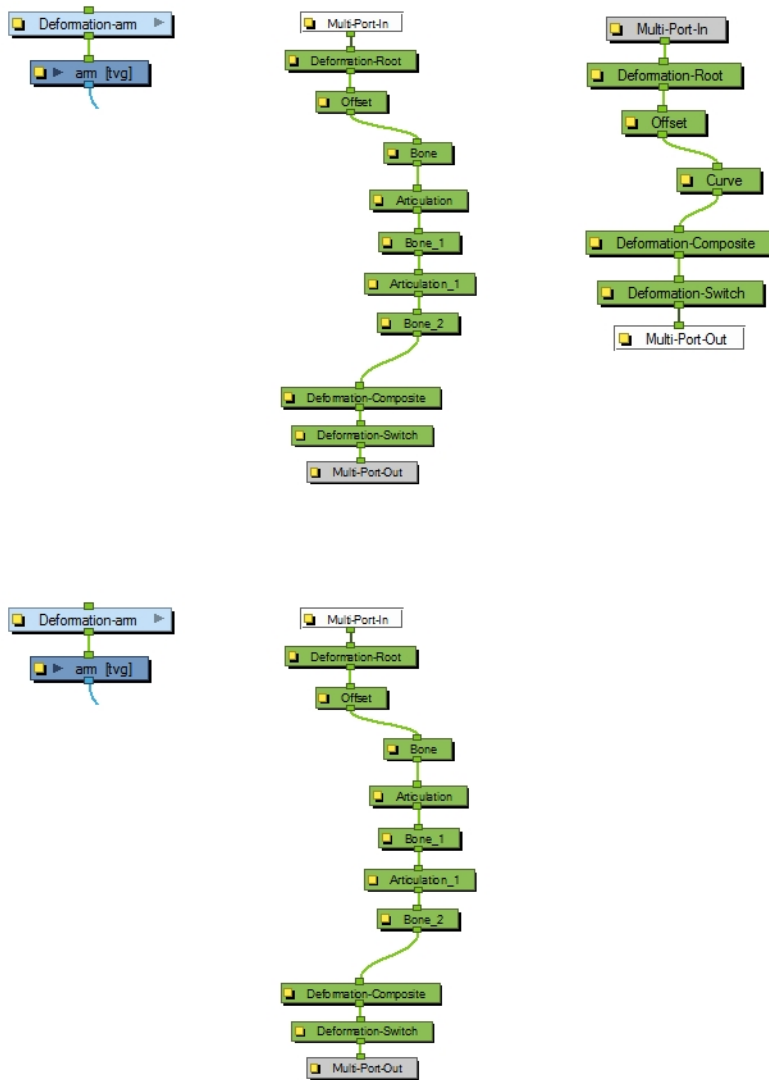 Deformation-arm
arm [tvg]
Multi-Port-In
Deformation-Root
Offset
Bone
Articulation
Bone_1
Articulation_1
Bone_2
Deformation-Composite
Deformation-Switch
Multi-Port-Out
Multi-Port-In
Deformation-Root
Offset
Curve
Deformation-Composite
Deformation-Switch
Multi-Port-Out
Deformation-arm
arm [tvg]
Multi-Port-In
Deformation-Root
Offset
Bone
Articulation
Bone_1
Articulation_1
Bone_2
Deformation-Composite
Deformation-Switch
Multi-Port-Out